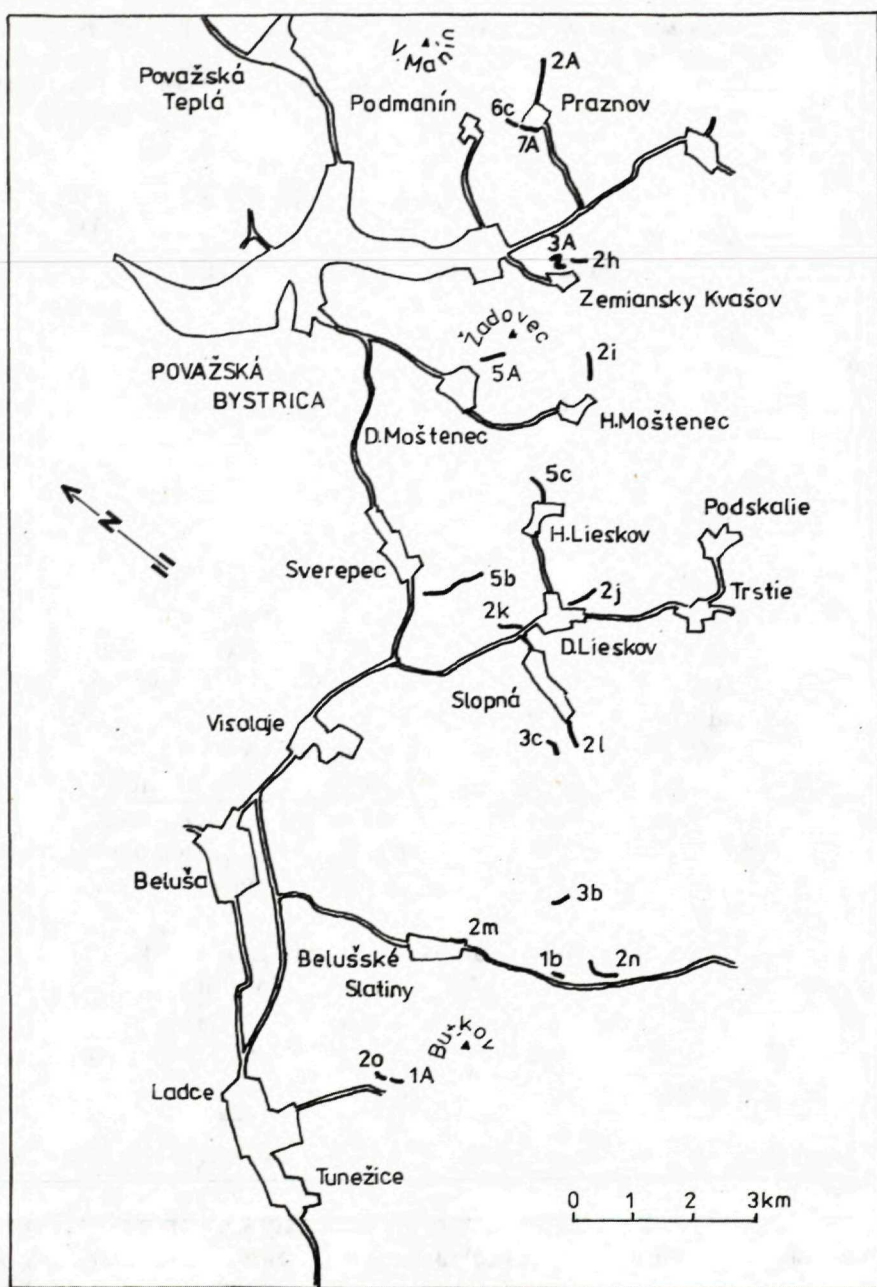 V. Manín
2A
Považská
Teplá
Podmanín
6c
Praznov
7A
3A
2h
Zemiansky Kvašov
Žadovec
5A
2i
POVAŽSKÁ
BYSTRICA
D.Moštenec
H.Moštenec
N
5c
Podskalie
H.Lieskov
Sverepec
5b
2j
Trstie
2k
D.Lieskov
Slopná
Visolaje
3c
2l
Beluša
3b
2m
Belušské
Slatiny
1b
2n
Butkov
2o
1A
Ladce
Tunežice
0 1 2 3km